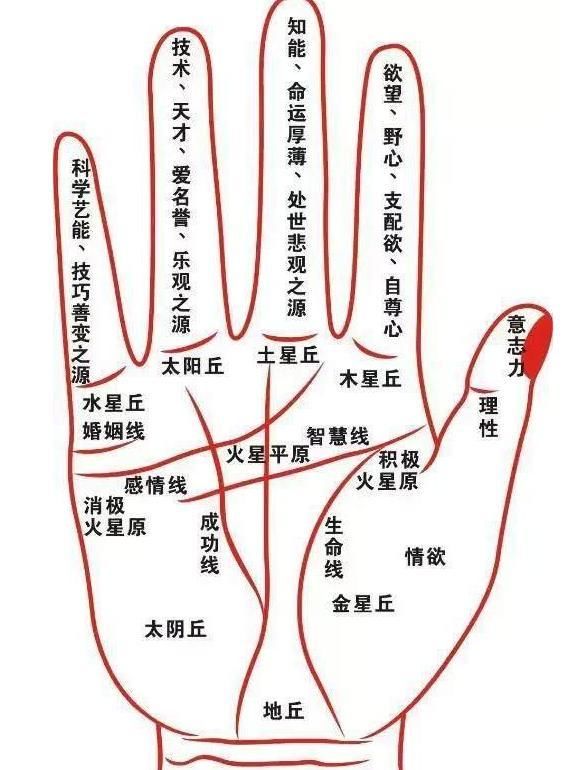 科学艺能、技巧善变之源
技术、天才、爱名誉、乐观之源
知能、命运厚薄、处世悲观之源
欲望、野心、支配欲、自尊心
意志力
理性
太阳丘
土星丘
木星丘
水星丘
婚姻线
智慧线
火星平原
积极
火星原
感情线
消极
火星原
成功线
生命线
情欲
金星丘
太阴丘
地丘